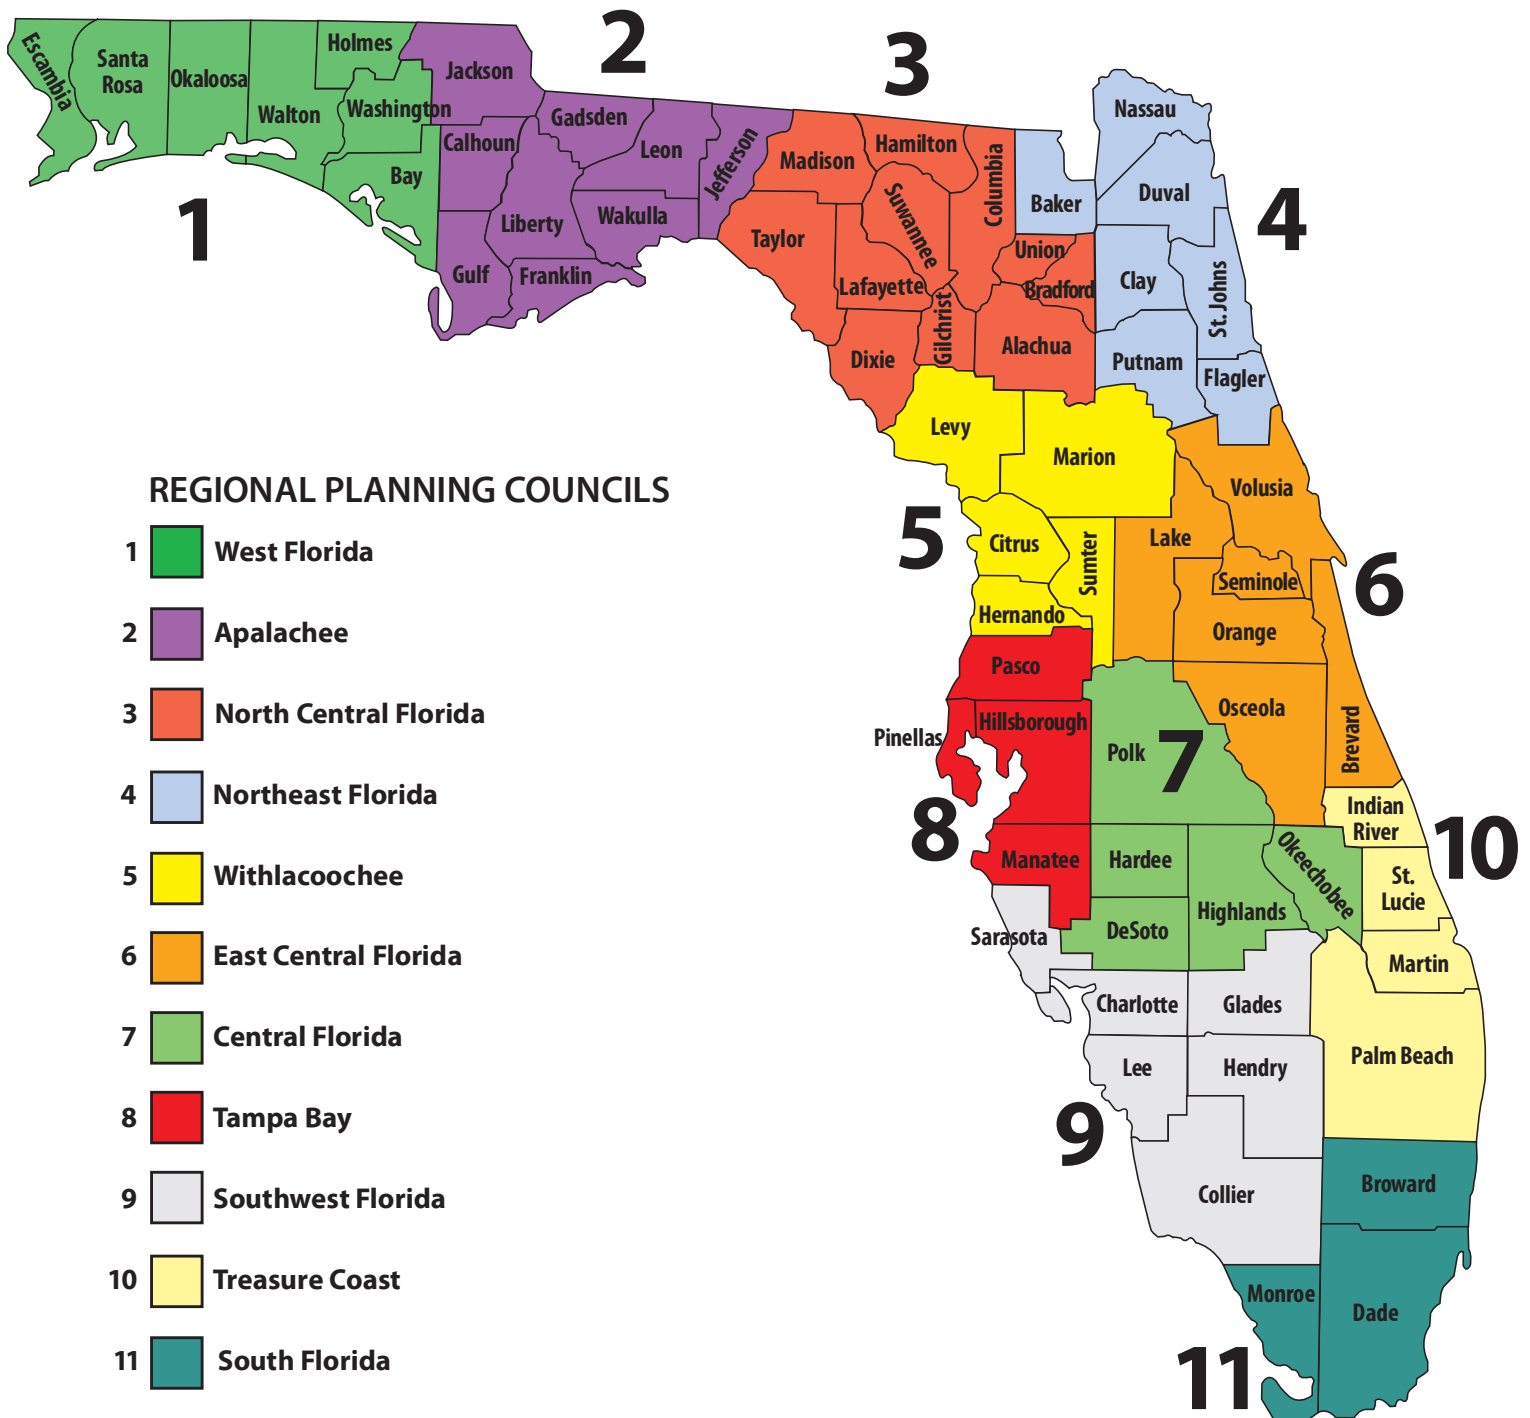 2
3
4
1
5
6
7
8
9
10
11
Escambia
Santa
Rosa
Okaloosa
Walton
Holmes
Washington
Bay
Jackson
Calhoun
Gulf
Liberty
Franklin
Gadsden
Leon
Wakulla
Jefferson
Madison
Taylor
Hamilton
Suwannee
Lafayette
Dixie
Gilchrist
Columbia
Union
Bradford
Alachua
Baker
Nassau
Duval
Clay
St. Johns
Putnam
Flagler
Levy
Marion
Citrus
Sumter
Hernando
Lake
Volusia
Seminole
Orange
Osceola
Brevard
Pasco
Pinellas
Hillsborough
Manatee
Polk
Hardee
DeSoto
Highlands
Okeechobee
Indian
River
St.
Lucie
Martin
Palm Beach
Sarasota
Charlotte
Glades
Lee
Hendry
Collier
Broward
Monroe
Dade
REGIONAL PLANNING COUNCILS
1 West Florida
2 Apalachee
3 North Central Florida
4 Northeast Florida
5 Withlacoochee
6 East Central Florida
7 Central Florida
8 Tampa Bay
9 Southwest Florida
10 Treasure Coast
11 South Florida